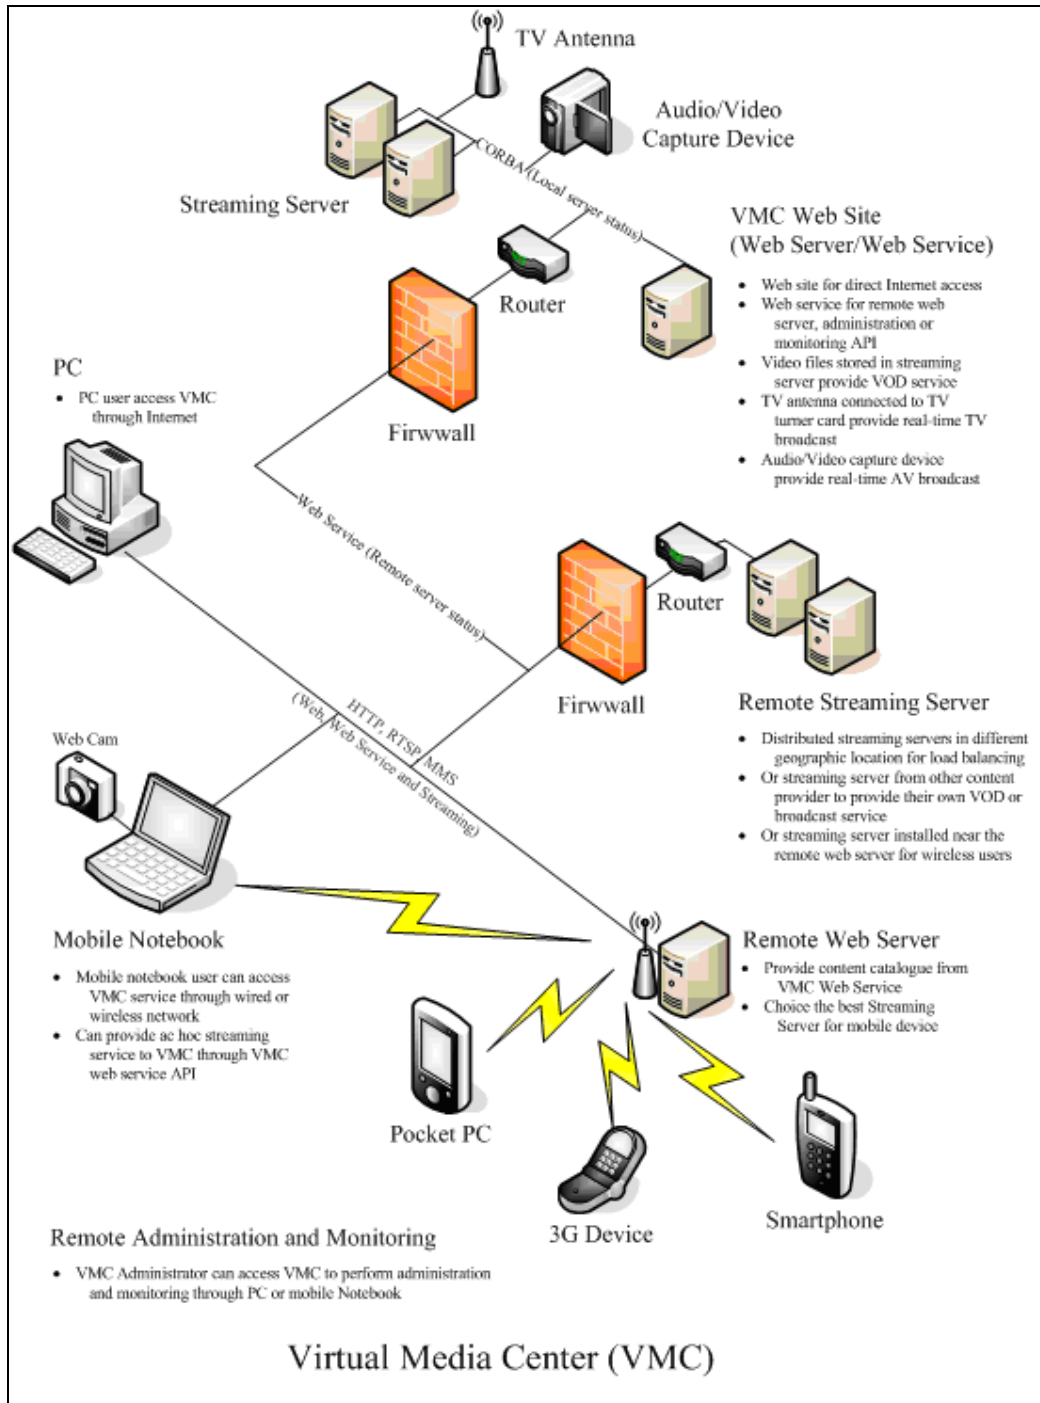 TV Antenna
Audio/Video
Capture Device
CORBA (Local server status)
Streaming Server
VMC Web Site
(Web Server/Web Service)
• Web site for direct Internet access
• Web service for remote web
server, administration or
monitoring API
• Video files stored in streaming
server provide VOD service
• TV antenna connected to TV
turner card provide real-time TV
broadcast
• Audio/Video capture device
provide real-time AV broadcast
Router
Firwwall
PC
• PC user access VMC
through Internet
Web Service (Remote server status)
Router
Firwwall
Remote Streaming Server
• Distributed streaming servers in different
geographic location for load balancing
• Or streaming server from other content
provider to provide their own VOD or
broadcast service
• Or streaming server installed near the
remote web server for wireless users
HTTP, RTSP, MMS
(Web, Web Service and Streaming)
Web Cam
Mobile Notebook
• Mobile notebook user can access
VMC service through wired or
wireless network
• Can provide ac hoc streaming
service to VMC through VMC
web service API
Remote Web Server
• Provide content catalogue from
VMC Web Service
• Choice the best Streaming
Server for mobile device
Pocket PC
3G Device
Smartphone
Remote Administration and Monitoring
• VMC Administrator can access VMC to perform administration
and monitoring through PC or mobile Notebook
Virtual Media Center (VMC)